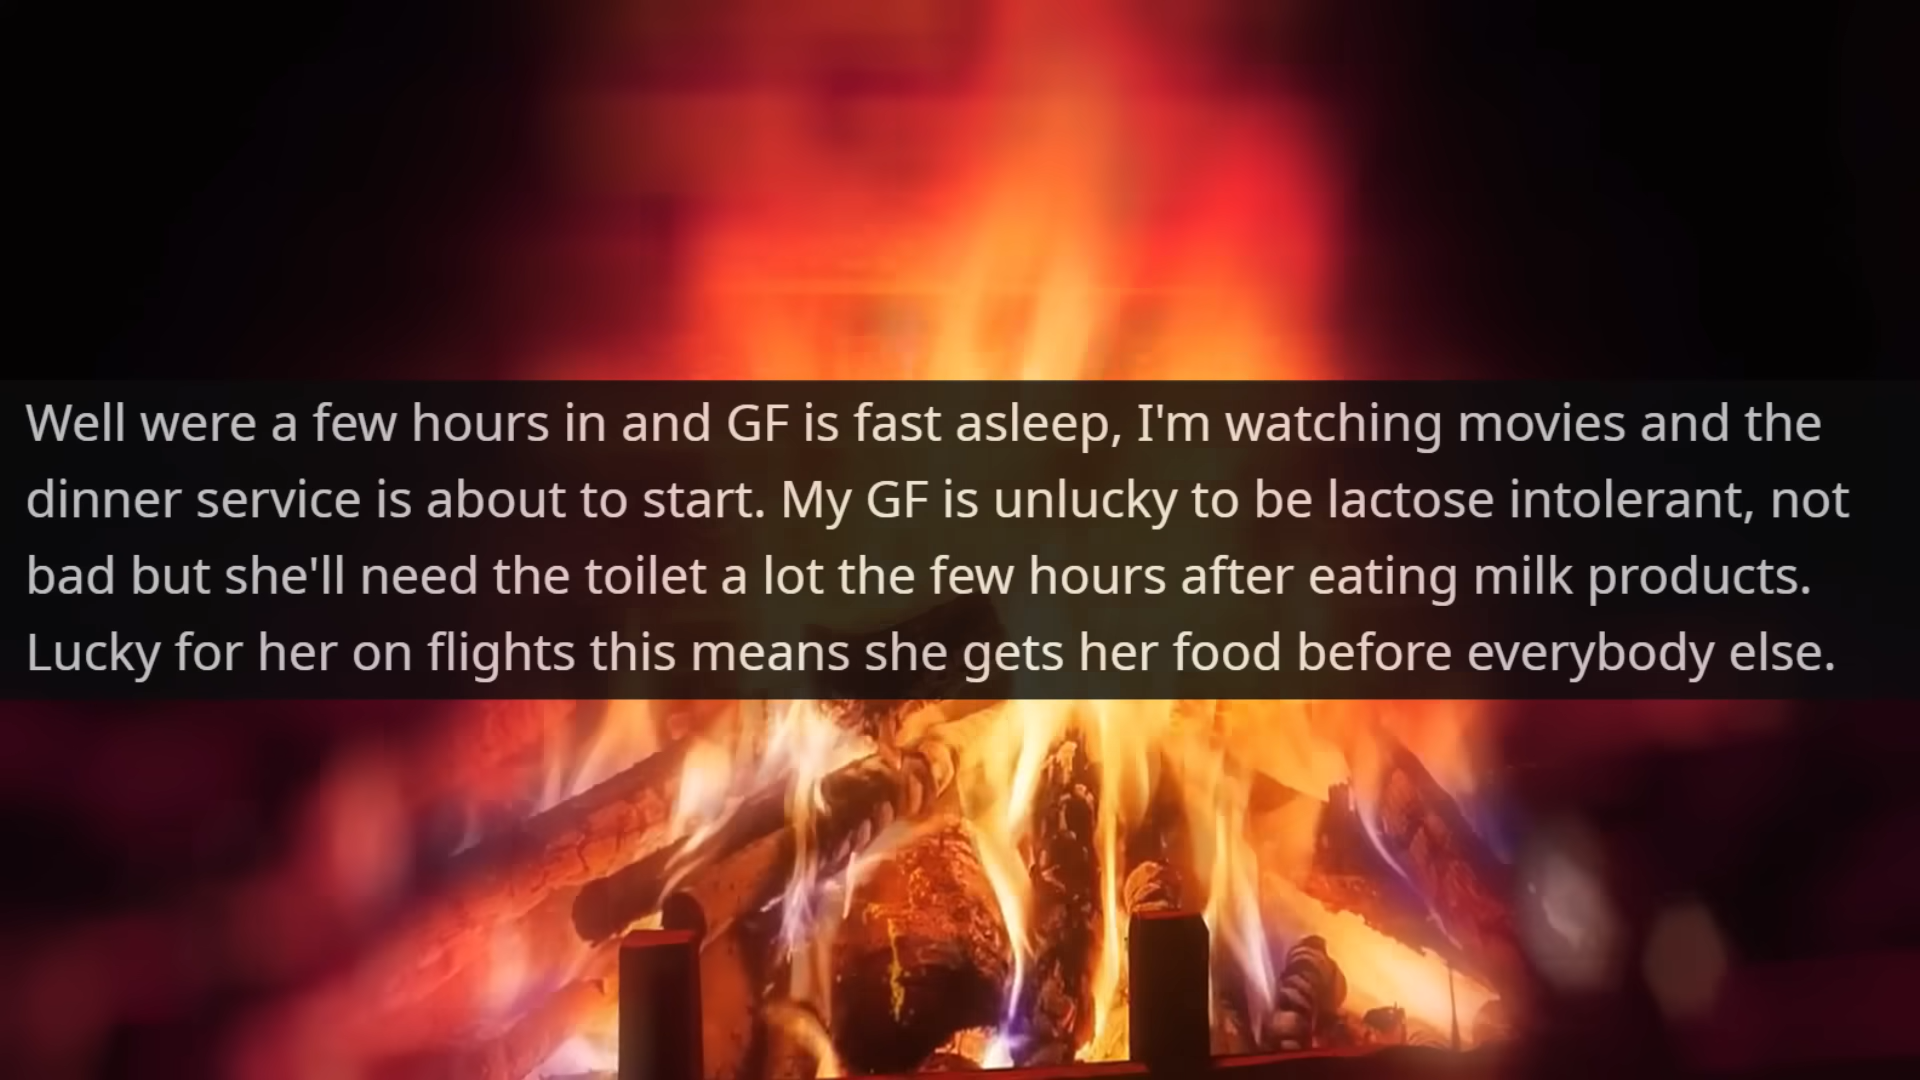 Well were a few hours in and GF is fast asleep, I'm watching movies and the
dinner service is about to start. My GF is unlucky to be lactose intolerant, not
bad but she'll need the toilet a lot the few hours after eating milk products.
Lucky for her on flights this means she gets her food before everybody else.